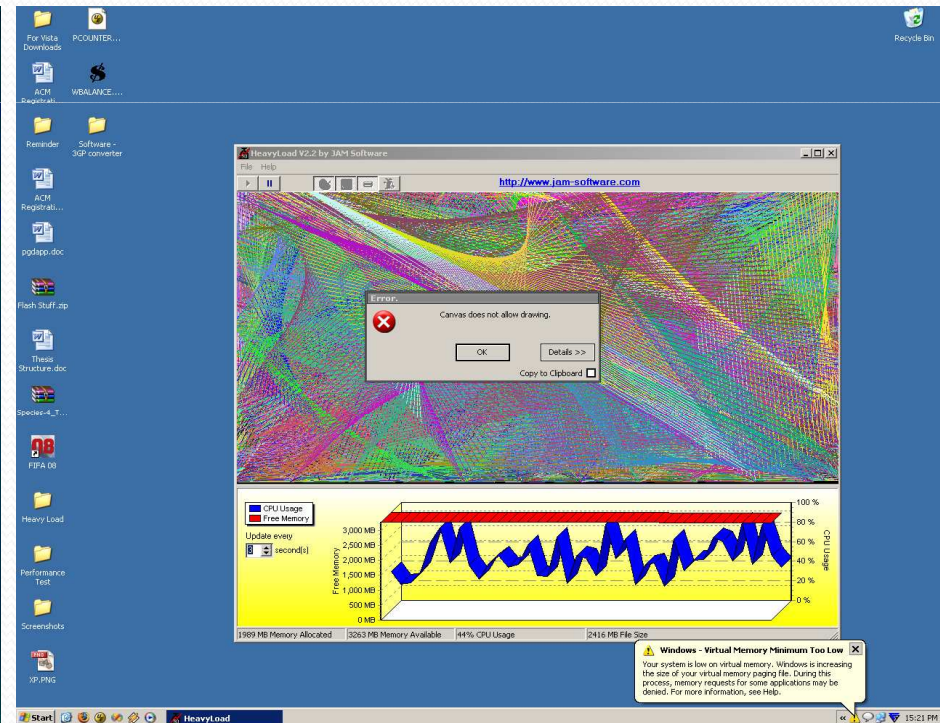 For Vista
Downloads
PCOUNTER...
Recycle Bin
ACM
Registrati...
WBALANCE....
Reminder
Software -
3GP converter
ACM
Registrati...
pgdapp.doc
Flash Stuff.zip
Thesis
Structure.doc
Species-4_T...
FIFA 08
Heavy Load
Performance
Test
Screenshots
XP.PNG
HeavyLoad V2.2 by JAM Software
File Help
http://www.jam-software.com
Error.
Canvas does not allow drawing.
OK
Details >>
Copy to Clipboard
CPU Usage
Free Memory
Update every
3 second(s)
Free Memory
3,000 MB
2,500 MB
2,000 MB
1,500 MB
1,000 MB
500 MB
0 MB
100 %
80 %
60 %
40 %
20 %
0 %
CPU Usage
1989 MB Memory Allocated
3263 MB Memory Available
44% CPU Usage
2416 MB File Size
Windows - Virtual Memory Minimum Too Low
Your system is low on virtual memory. Windows is increasing
the size of your virtual memory paging file. During this
process, memory requests for some applications may be
denied. For more information, see Help.
Start
HeavyLoad
15:21 PM